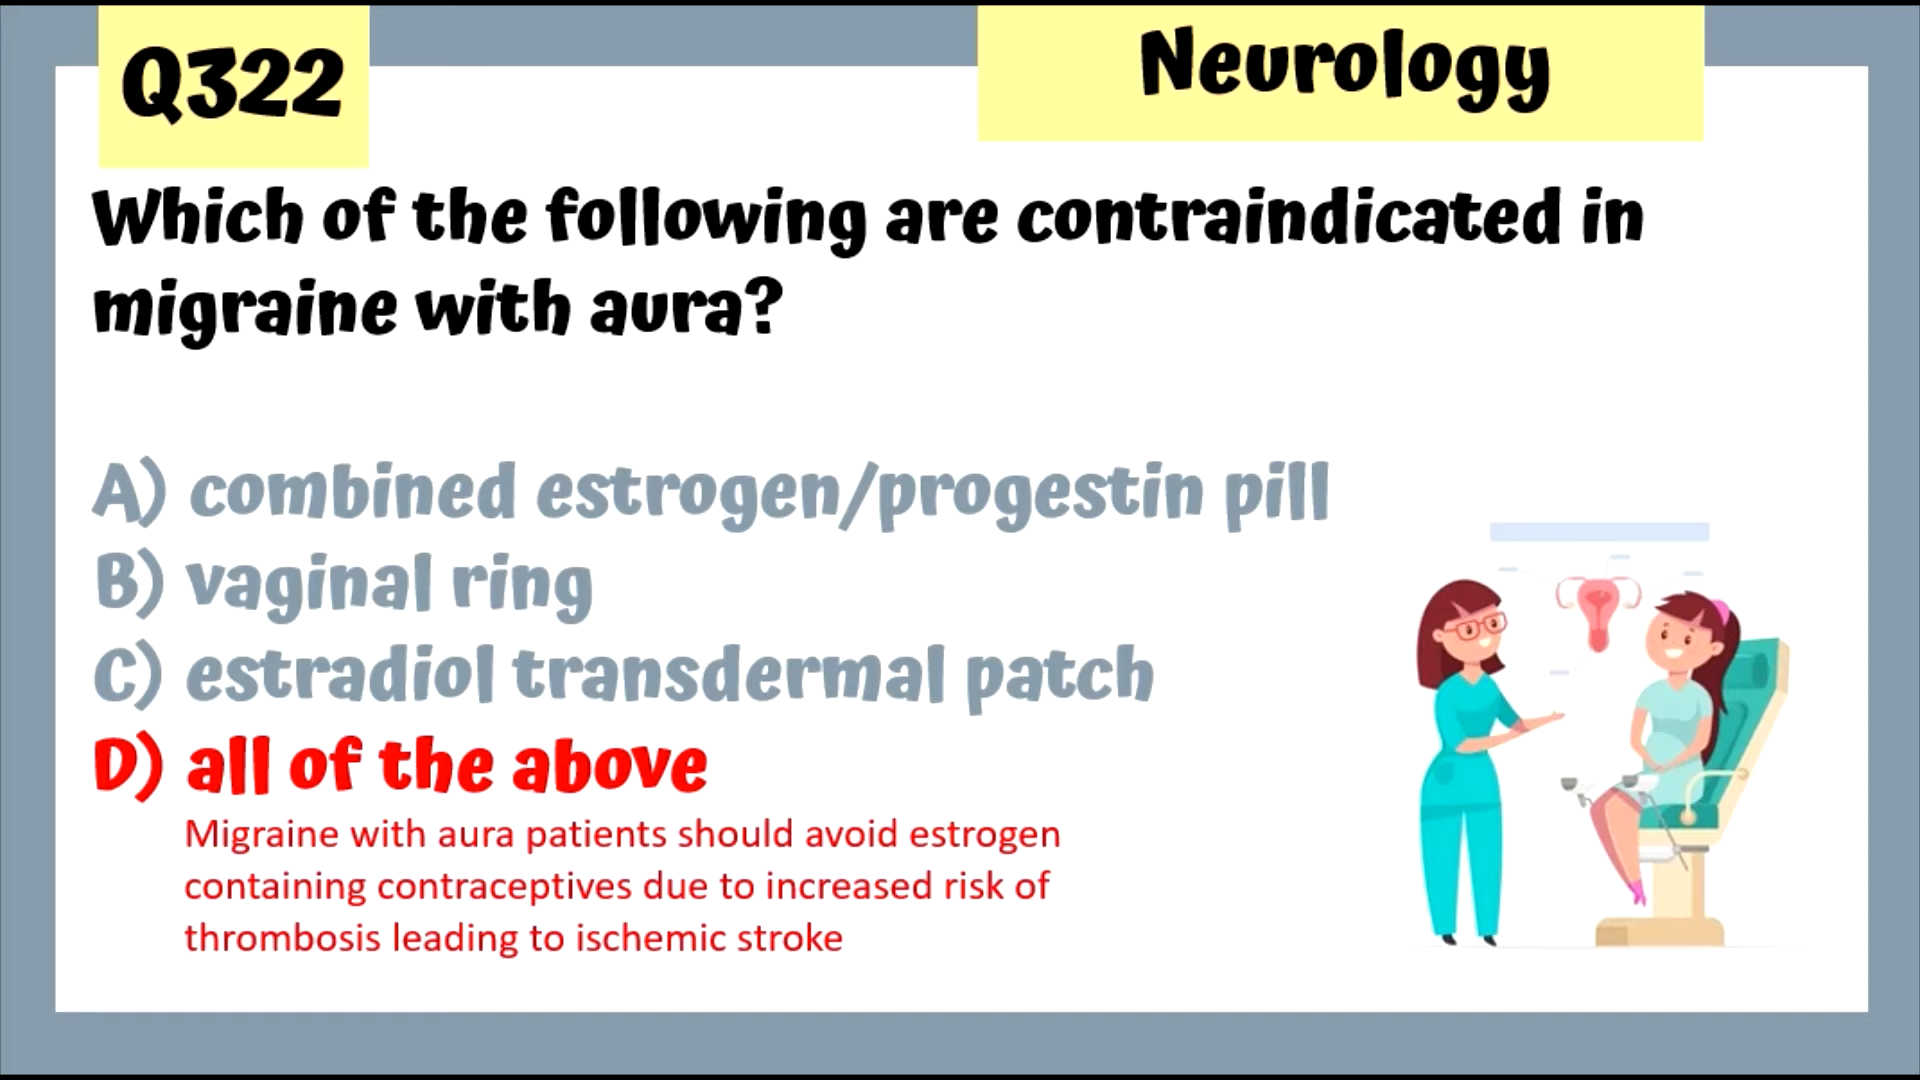 Q322
Neurology
Which of the following are contraindicated in
migraine with aura?
A) combined estrogen/progestin pill
B) vaginal ring
C) estradiol transdermal patch
D) all of the above
Migraine with aura patients should avoid estrogen
containing contraceptives due to increased risk of
thrombosis leading to ischemic stroke